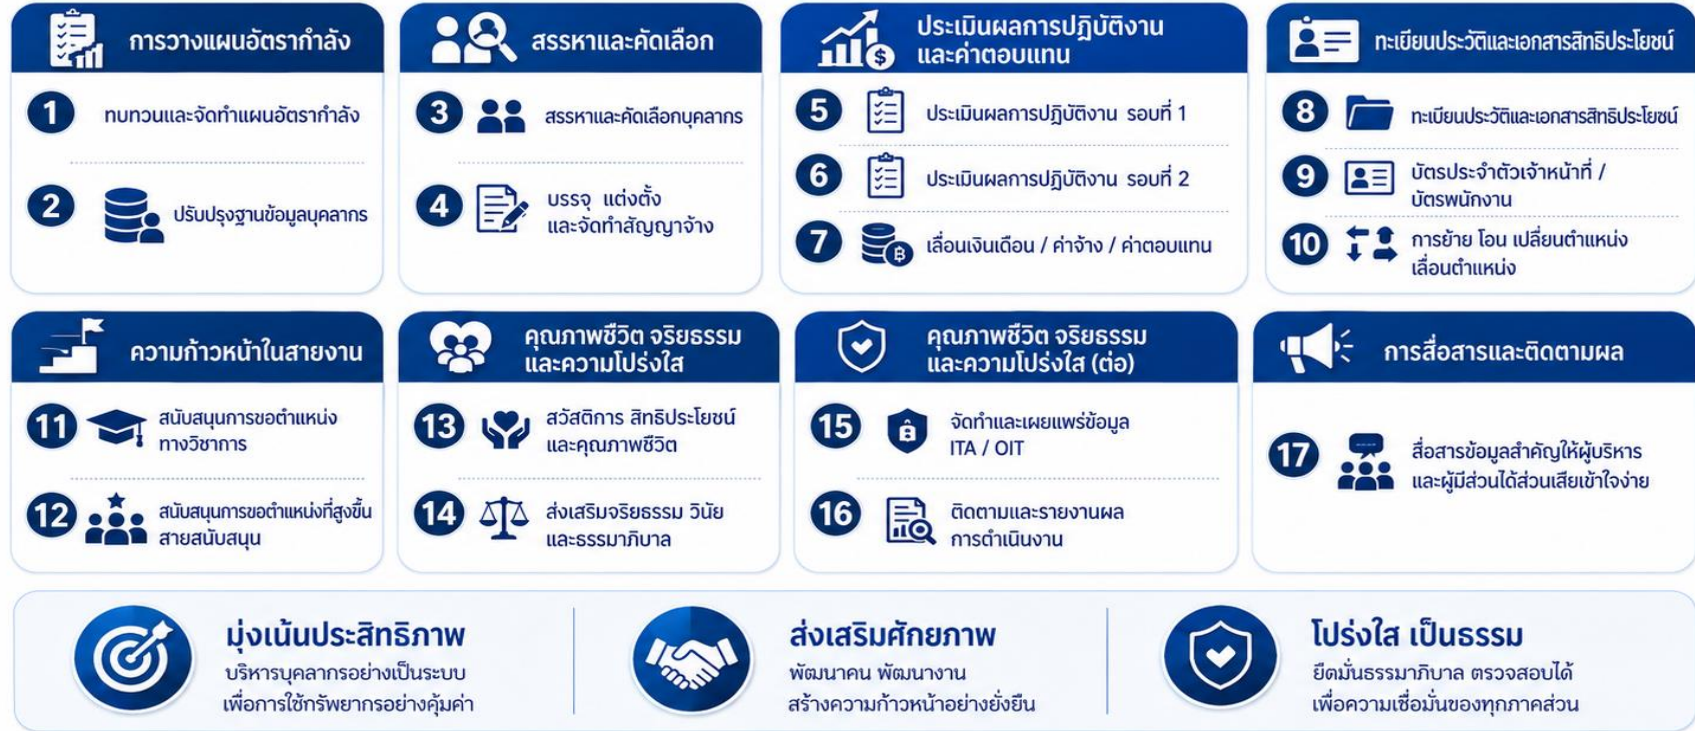 การวางแผนอัตรากำลัง
1 ทบทวนและจัดทำแผนอัตรากำลัง
2 ปรับปรุงฐานข้อมูลบุคลากร
สรรหาและคัดเลือก
3 สรรหาและคัดเลือกบุคลากร
4 บรรจุ แต่งตั้ง
และจัดทำสัญญาจ้าง
ประเมินผลการปฏิบัติงาน
และค่าตอบแทน
$
5 ประเมินผลการปฏิบัติงาน รอบที่ 1
6 ประเมินผลการปฏิบัติงาน รอบที่ 2
7 เลื่อนเงินเดือน / ค่าจ้าง / ค่าตอบแทน
฿
ทะเยียนประวัติและเอกสารสิทธิประโยชน์
8 ทะเบียนประวัติและเอกสารสิทธิประโยชน์
9 บัตรประจำตัวเจ้าหน้าที่ /
บัตรพนักงาน
10 การย้าย โอน เปลี่ยนตำแหน่ง
เลื่อนตำแหน่ง
ความก้าวหน้าในสายงาน
11 สนับสนุนการขอตำแหน่ง
ทางวิชาการ
12 สนับสนุนการขอตำแหน่งที่สูงขึ้น
สายสนับสนุน
คุณภาพชีวิต จริยธรรม
และความโปร่งใส
13 สวัสดิการ สิทธิประโยชน์
และคุณภาพชีวิต
14 ส่งเสริมจริยธรรม วินัย
และธรรมาภิบาล
คุณภาพชีวิต จริยธรรม
และความโปร่งใส (ต่อ)
15 จัดทำและเผยแพร่ข้อมูล
ITA / OIT
16 ติดตามและรายงานผล
การดำเนินงาน
การสื่อสารและติดตามผล
17 สื่อสารข้อมูลสำคัญให้ผู้บริหาร
และผู้มีส่วนได้ส่วนเสียเข้าใจง่าย
มุ่งเน้นประสิทธิภาพ
บริหารบุคลากรอย่างเป็นระบบ
เพื่อการใช้ทรัพยากรอย่างคุ้มค่า
ส่งเสริมศักยภาพ
พัฒนาคน พัฒนางาน
สร้างความก้าวหน้าอย่างยั่งยืน
โปร่งใส เป็นธรรม
ยึดมั่นธรรมาภิบาล ตรวจสอบได้
เพื่อความเชื่อมั่นของทุกภาคส่วน